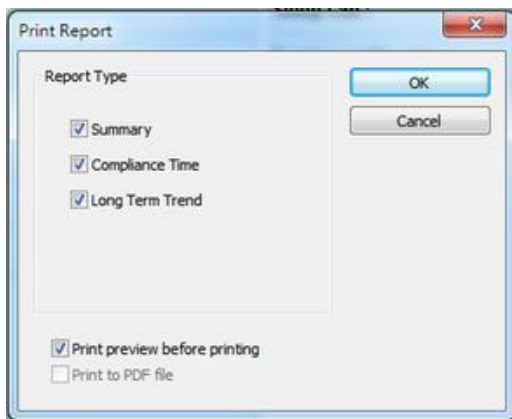 Print Report
Report Type
OK
Summary
Cancel
Compliance Time
Long Term Trend
Print preview before printing
Print to PDF file